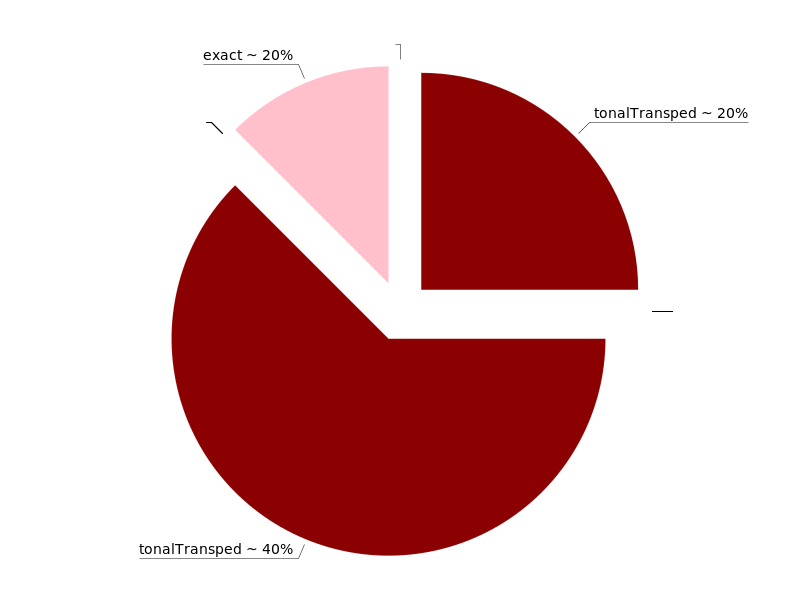 exact ~ 20%
tonalTransped ~ 20%
tonalTransped ~ 40%